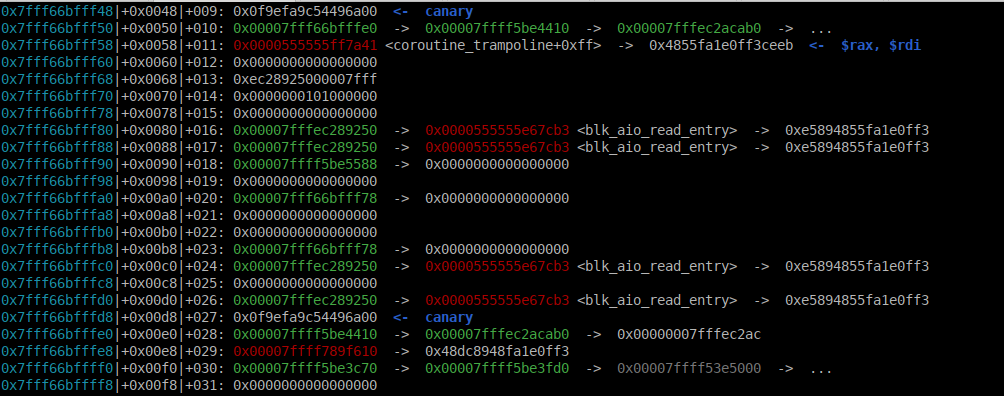 0x7fff66bfff48|+0x0048|+009: 0x0f9efa9c54496a00  <-  canary
0x7fff66bfff50|+0x0050|+010: 0x00007fff66bfffe0  ->  0x00007ffff5be4410  ->  0x00007fffec2acab0  ->  ...
0x7fff66bfff58|+0x0058|+011: 0x0000555555ff7a41 <coroutine_trampoline+0xff>  ->  0x4855fa1e0ff3ceeb  <-  $rax, $rdi
0x7fff66bfff60|+0x0060|+012: 0x0000000000000000
0x7fff66bfff68|+0x0068|+013: 0xec28925000007fff
0x7fff66bfff70|+0x0070|+014: 0x0000000101000000
0x7fff66bfff78|+0x0078|+015: 0x0000000000000000
0x7fff66bfff80|+0x0080|+016: 0x00007fffec289250  ->  0x0000555555e67cb3 <blk_aio_read_entry>  ->  0xe5894855fa1e0ff3
0x7fff66bfff88|+0x0088|+017: 0x00007fffec289250  ->  0x0000555555e67cb3 <blk_aio_read_entry>  ->  0xe5894855fa1e0ff3
0x7fff66bfff90|+0x0090|+018: 0x00007ffff5be5588  ->  0x0000000000000000
0x7fff66bfff98|+0x0098|+019: 0x0000000000000000
0x7fff66bfffa0|+0x00a0|+020: 0x00007fff66bfff78  ->  0x0000000000000000
0x7fff66bfffa8|+0x00a8|+021: 0x0000000000000000
0x7fff66bfffb0|+0x00b0|+022: 0x0000000000000000
0x7fff66bfffb8|+0x00b8|+023: 0x00007fff66bfff78  ->  0x0000000000000000
0x7fff66bfffc0|+0x00c0|+024: 0x00007fffec289250  ->  0x0000555555e67cb3 <blk_aio_read_entry>  ->  0xe5894855fa1e0ff3
0x7fff66bfffc8|+0x00c8|+025: 0x0000000000000000
0x7fff66bfffd0|+0x00d0|+026: 0x00007fffec289250  ->  0x0000555555e67cb3 <blk_aio_read_entry>  ->  0xe5894855fa1e0ff3
0x7fff66bfffd8|+0x00d8|+027: 0x0f9efa9c54496a00  <-  canary
0x7fff66bfffe0|+0x00e0|+028: 0x00007ffff5be4410  ->  0x00007fffec2acab0  ->  0x00000007fffec2ac
0x7fff66bfffe8|+0x00e8|+029: 0x00007ffff789f610  ->  0x48dc8948fa1e0ff3
0x7fff66bffff0|+0x00f0|+030: 0x00007ffff5be3c70  ->  0x00007ffff5be3fd0  ->  0x00007ffff53e5000  ->  ...
0x7fff66bffff8|+0x00f8|+031: 0x0000000000000000